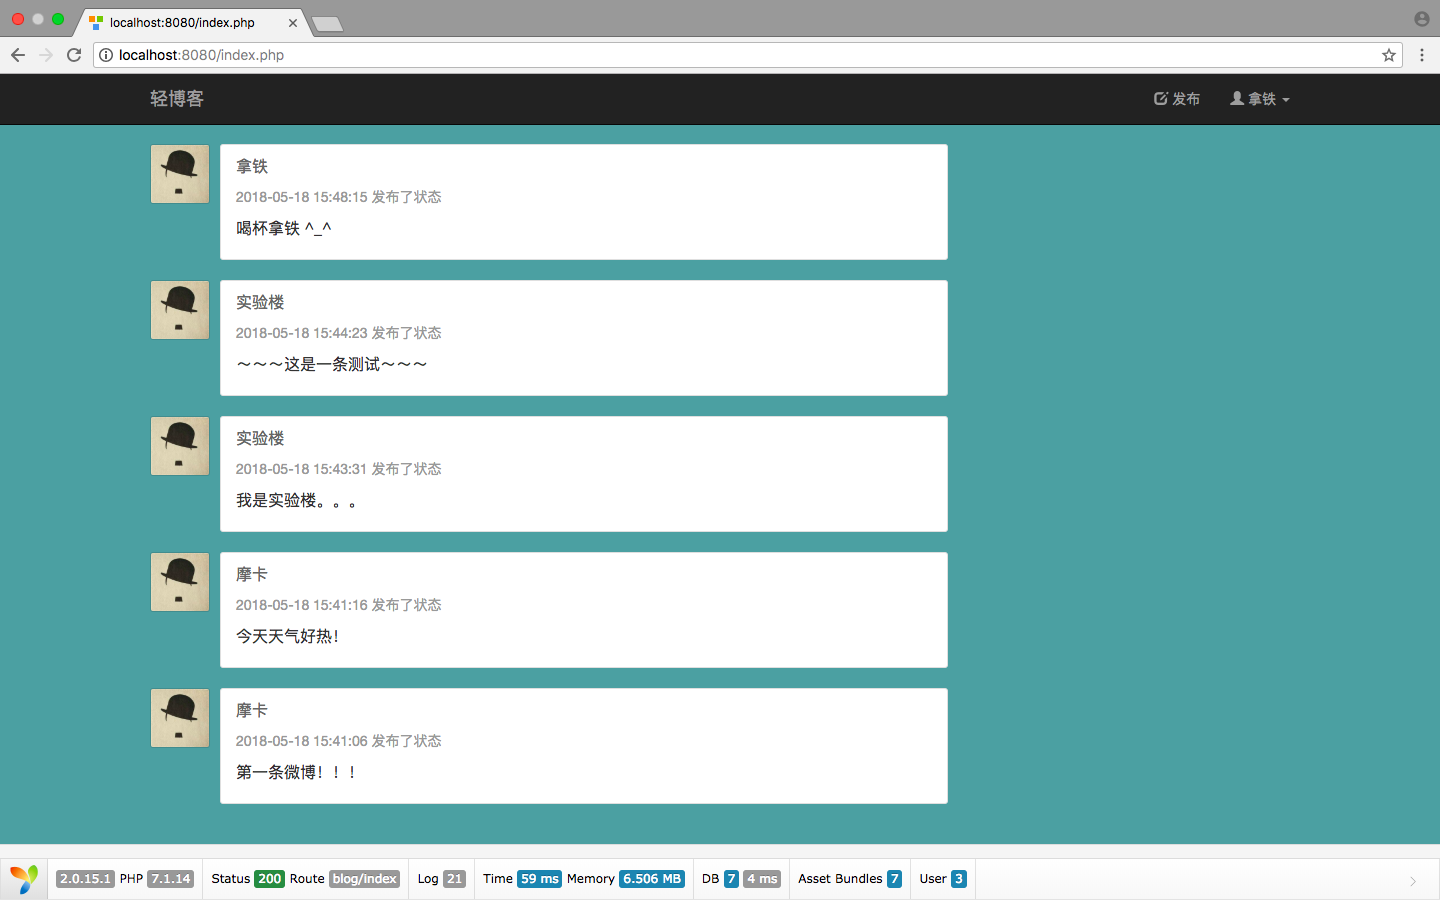 localhost:8080/index.php
localhost:8080/index.php
轻博客 发布 拿铁
拿铁
2018-05-18 15:48:15 发布了状态
喝杯拿铁 ^_^
实验楼
2018-05-18 15:44:23 发布了状态
～～～这是一条测试～～～
实验楼
2018-05-18 15:43:31 发布了状态
我是实验楼。。。
摩卡
2018-05-18 15:41:16 发布了状态
今天天气好热！
摩卡
2018-05-18 15:41:06 发布了状态
第一条微博！！！
2.0.15.1 PHP 7.1.14 Status 200 Route blog/index Log 21 Time 59 ms Memory 6.506 MB DB 7 4 ms Asset Bundles 7 User 3